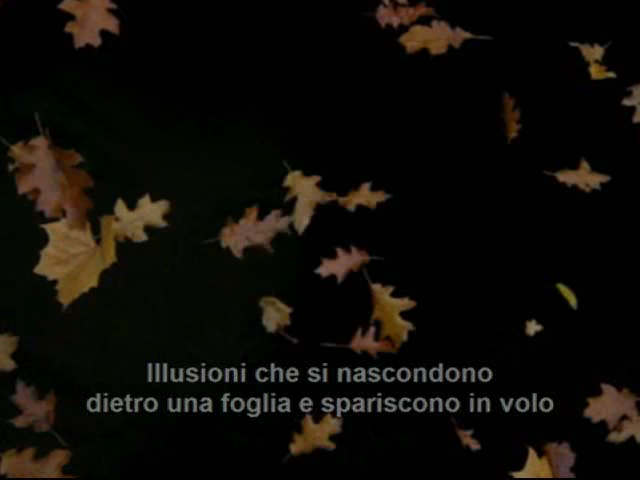 Illusioni che si nascondono
dietro una foglia e spariscono in volo